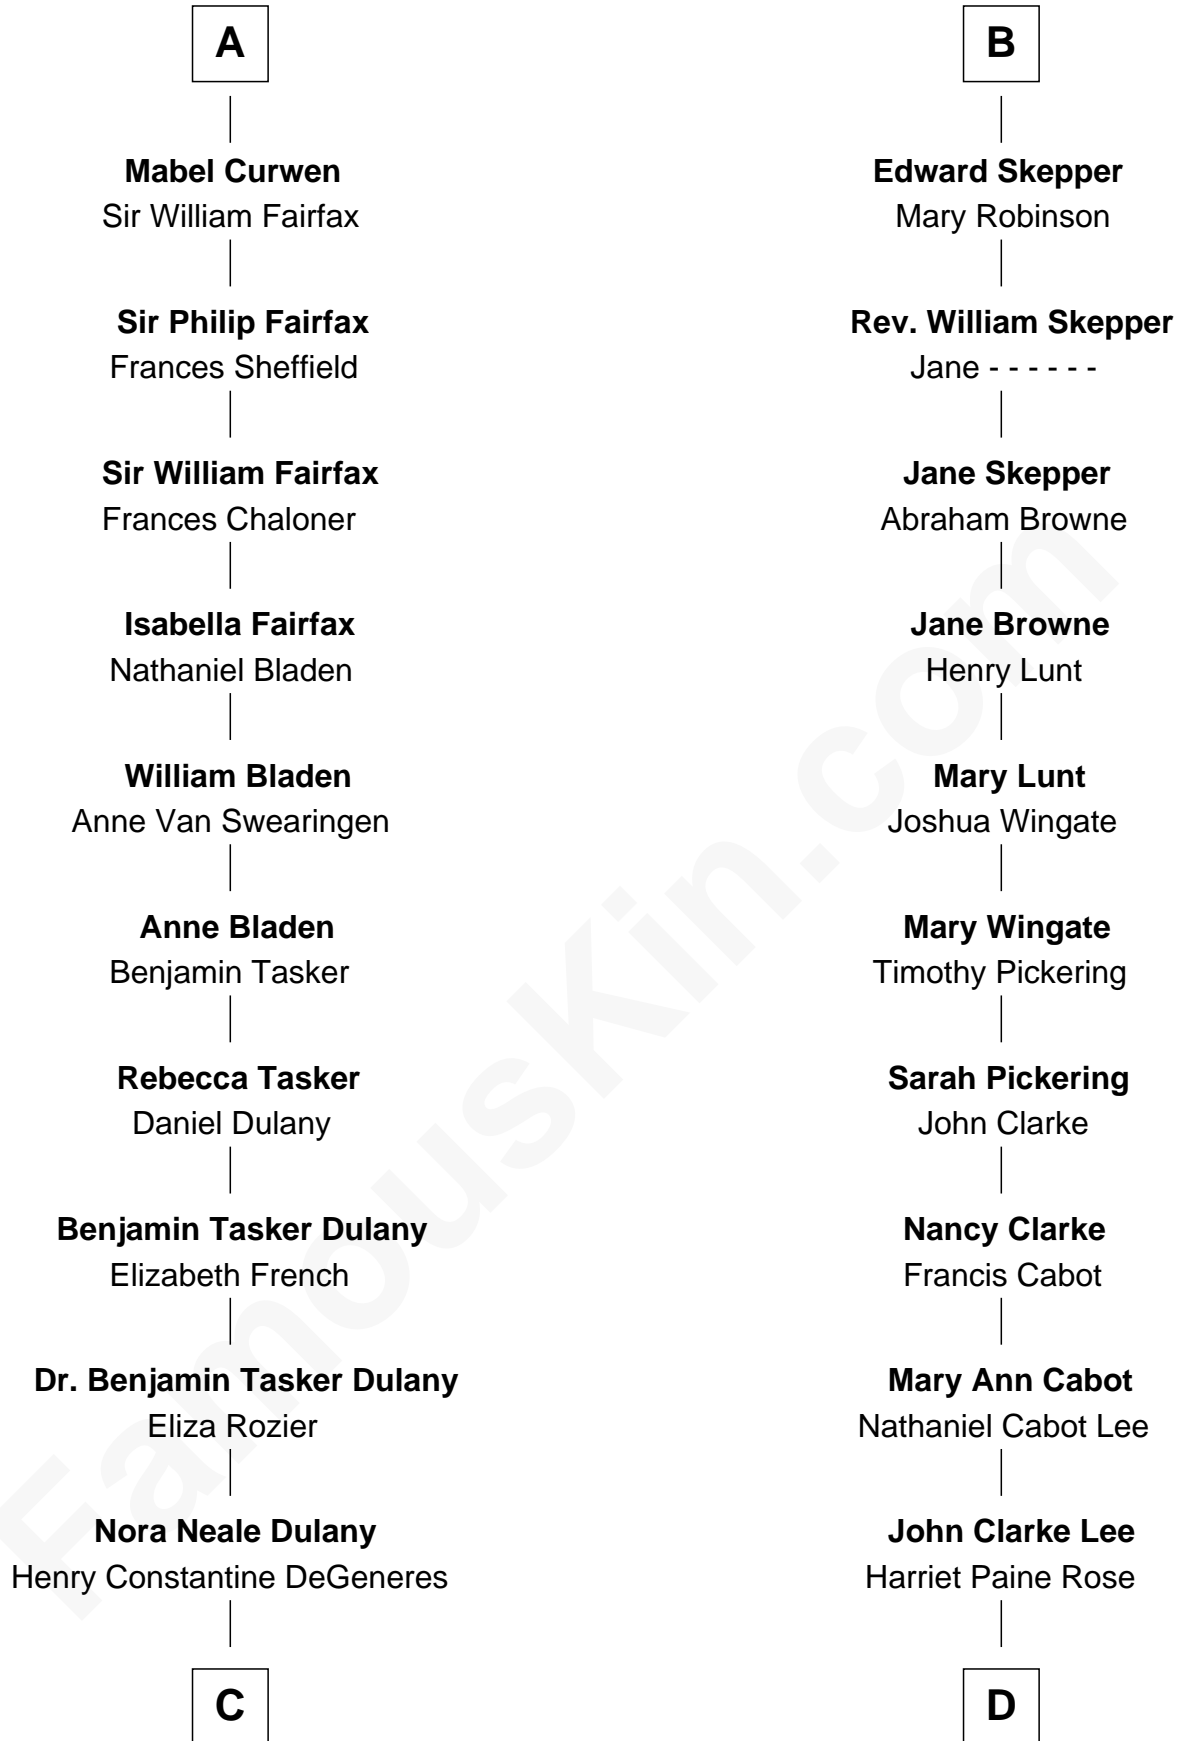 A
Mabel Curwen
Sir William Fairfax
Sir Philip Fairfax
Frances Sheffield
Sir William Fairfax
Frances Chaloner
Isabella Fairfax
Nathaniel Bladen
William Bladen
Anne Van Swearingen
Anne Bladen
Benjamin Tasker
Rebecca Tasker
Daniel Dulany
Benjamin Tasker Dulany
Elizabeth French
Dr. Benjamin Tasker Dulany
Eliza Rozier
Nora Neale Dulany
Henry Constantine DeGeneres
C
B
Edward Skepper
Mary Robinson
Rev. William Skepper
Jane - - - - - -
Jane Skepper
Abraham Browne
Jane Browne
Henry Lunt
Mary Lunt
Joshua Wingate
Mary Wingate
Timothy Pickering
Sarah Pickering
John Clarke
Nancy Clarke
Francis Cabot
Mary Ann Cabot
Nathaniel Cabot Lee
John Clarke Lee
Harriet Paine Rose
D
FamousKin.com